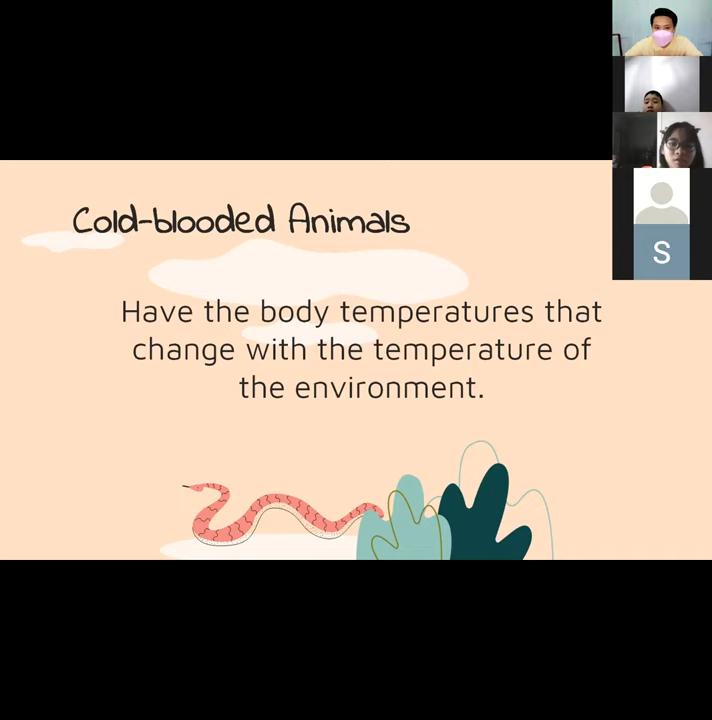 Cold-blooded Animals
Have the body temperatures that
change with the temperature of
the environment.
S